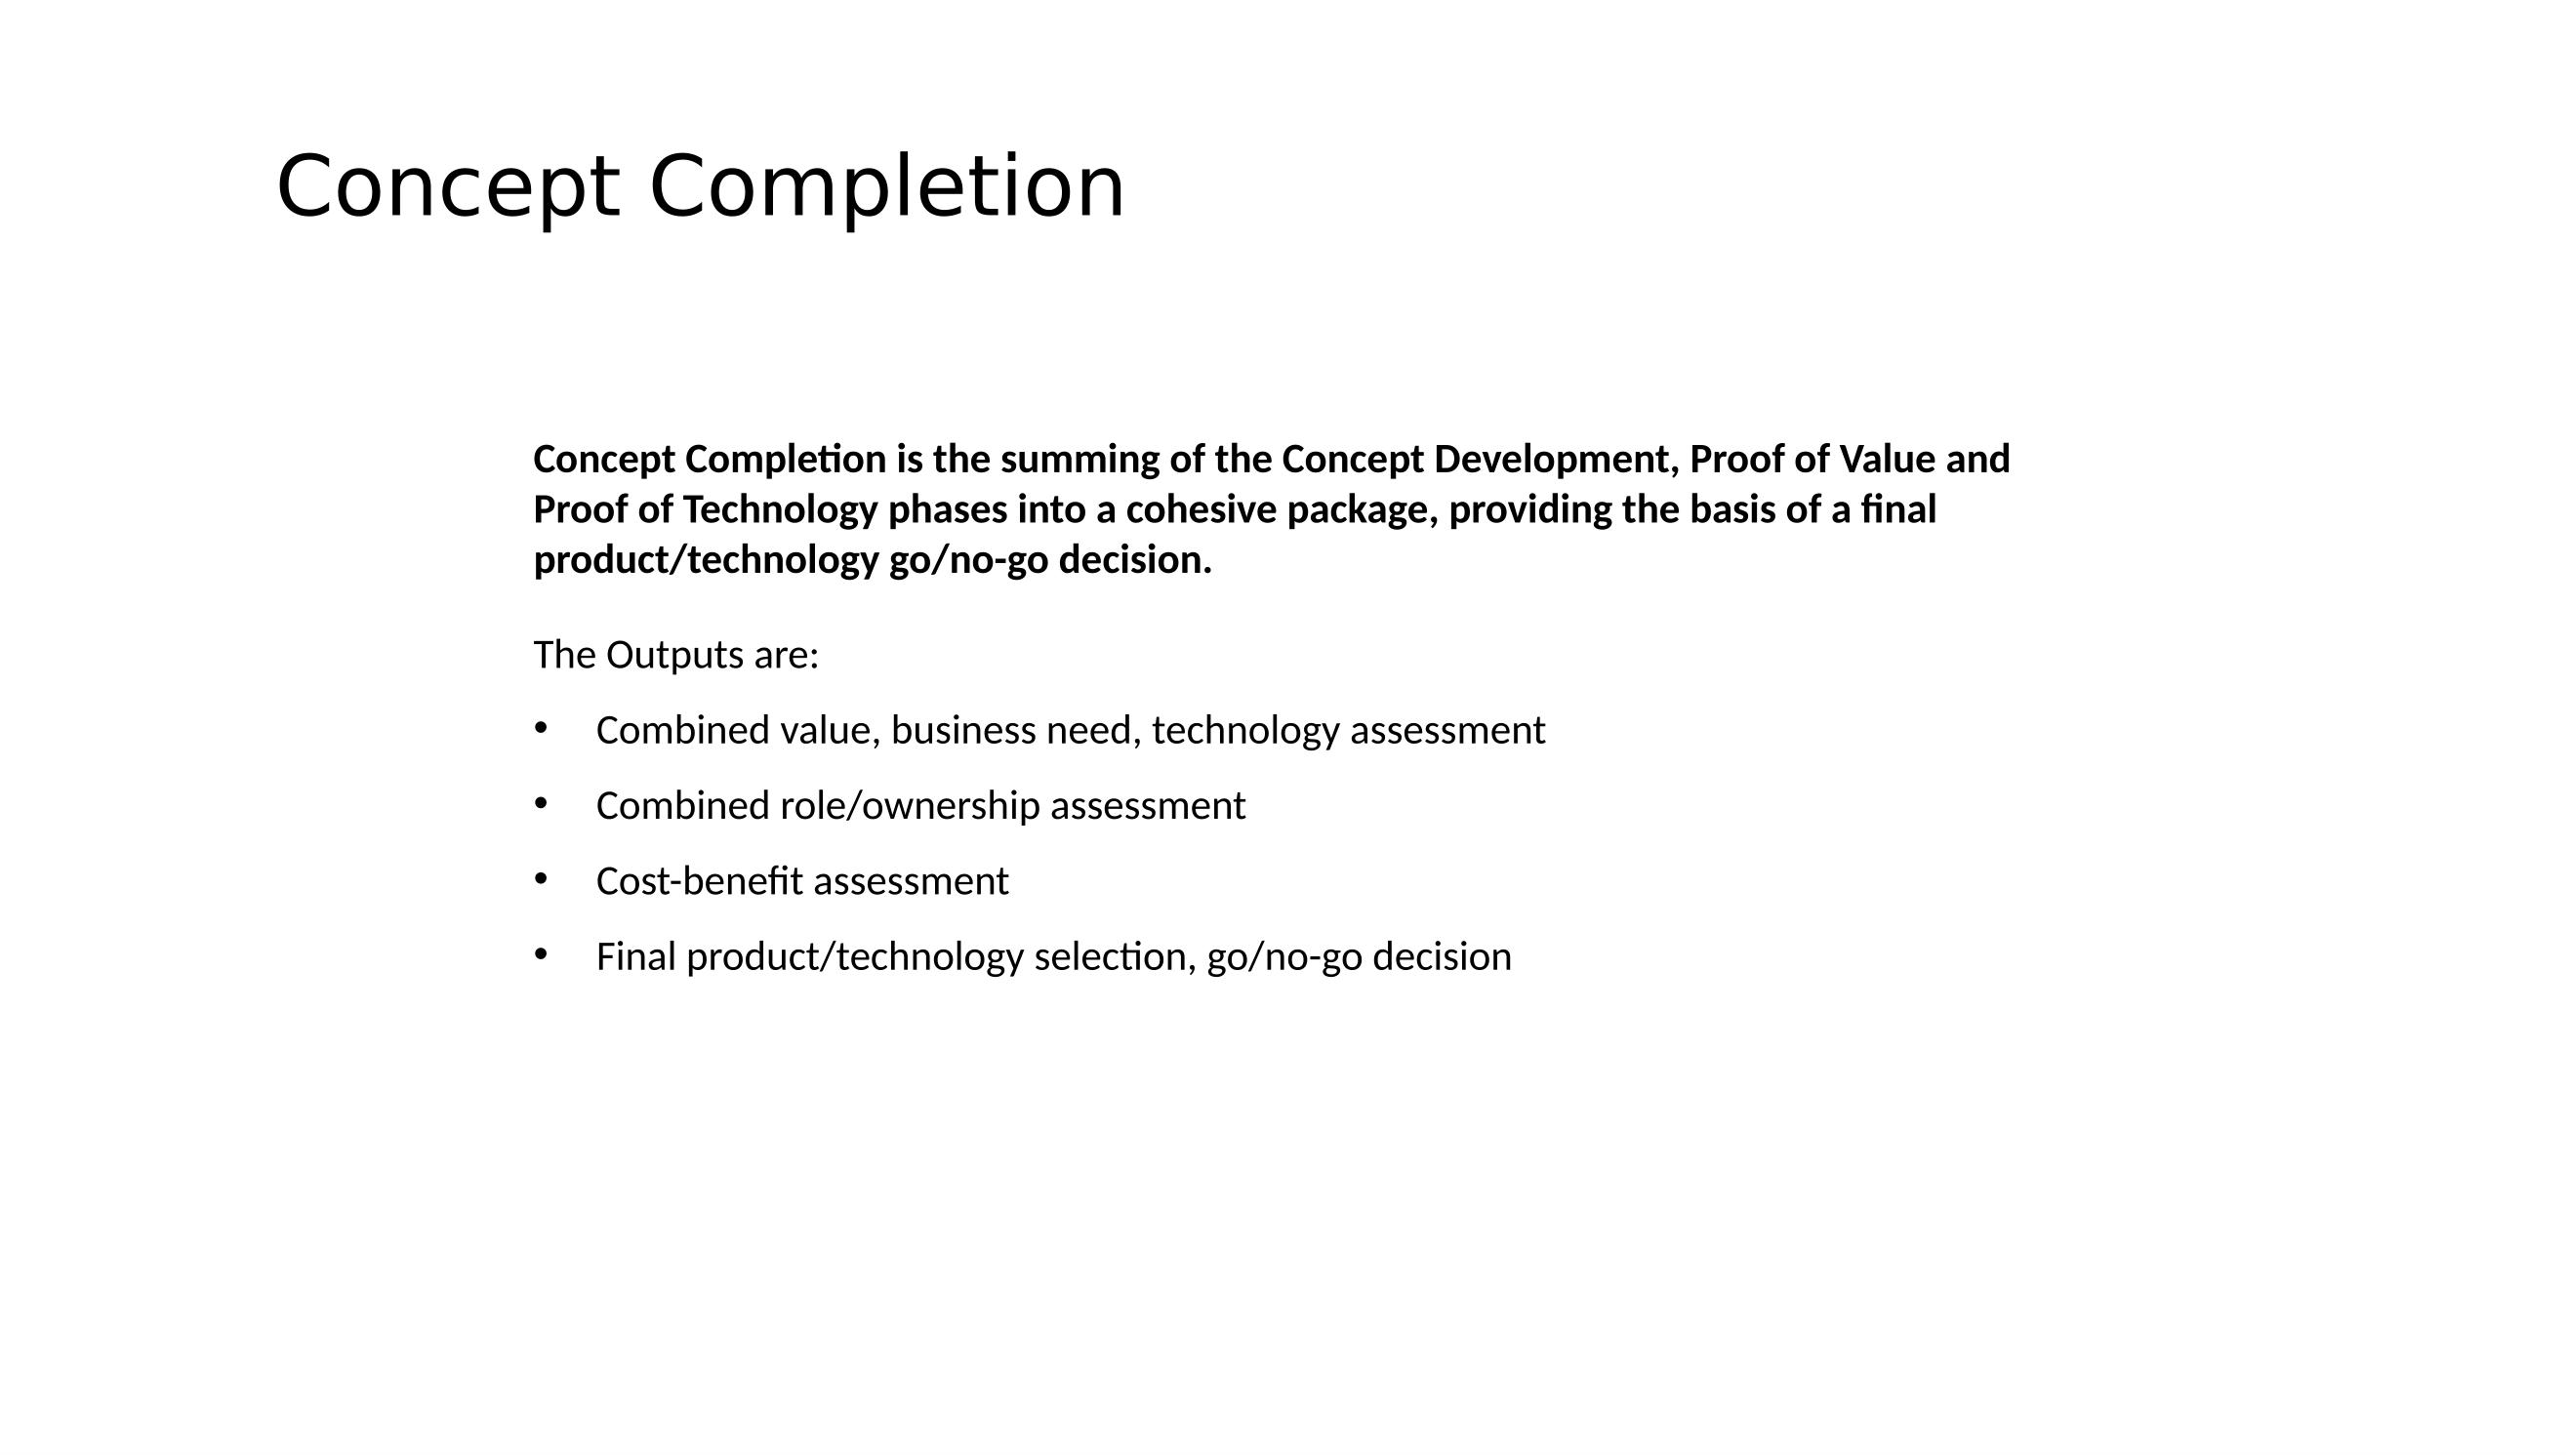 Concept Completion
Concept Completion is the summing of the Concept Development, Proof of Value and
Proof of Technology phases into a cohesive package, providing the basis of a final
product/technology go/no-go decision.
The Outputs are:
• Combined value, business need, technology assessment
• Combined role/ownership assessment
• Cost-benefit assessment
• Final product/technology selection, go/no-go decision